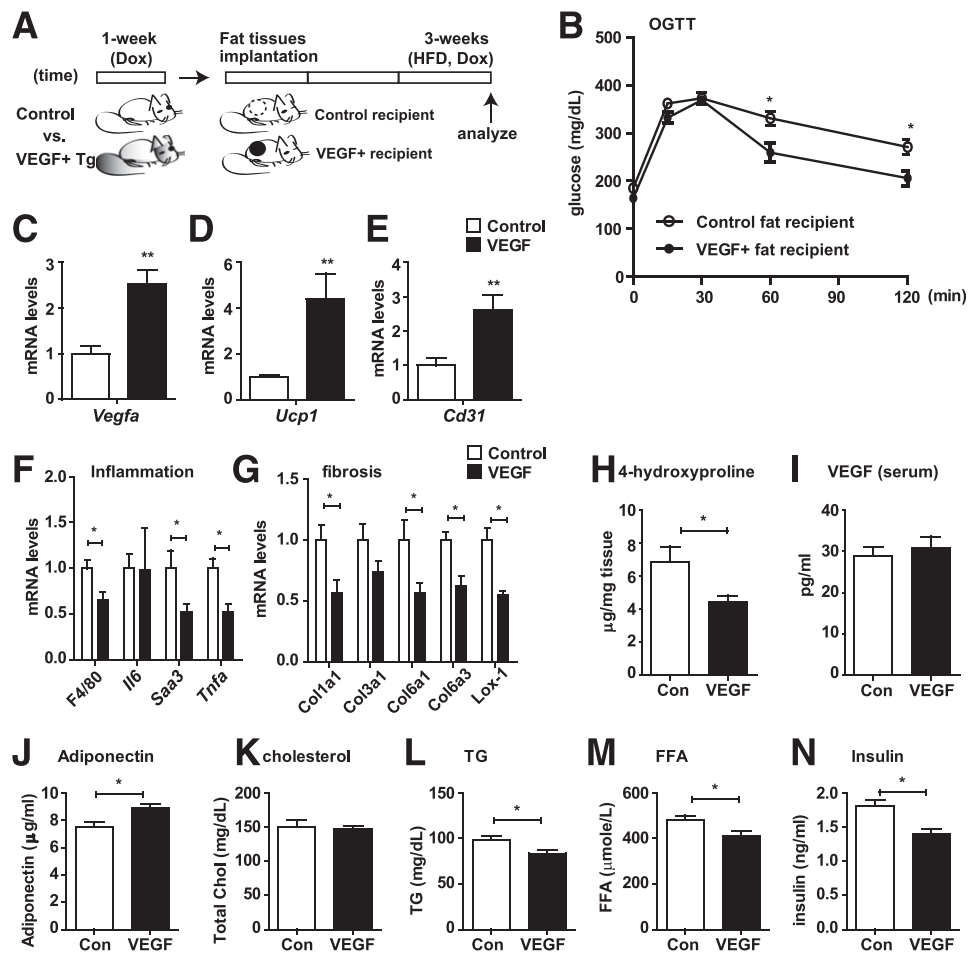 A
1-week
(Dox)
Fat tissues
implantation
3-weeks
(HFD, Dox)
(time)
Control
vs.
VEGF+ Tg
Control recipient
VEGF+ recipient
analyze
B
OGTT
glucose (mg/dL)
500
400
300
200
100
0
*
*
Control fat recipient
VEGF+ fat recipient
0 30 60 90 120 (min)
C
mRNA levels
3
2
1
0
**
Vegfa
D
mRNA levels
6
4
2
0
**
Ucp1
E
Control
VEGF
mRNA levels
4
3
2
1
0
**
Cd31
F
Inflammation
mRNA levels
2.0
1.5
1.0
0.5
0.0
* * *
F4/80 Il6 Saa3 Tnfa
G
fibrosis
Control
VEGF
mRNA levels
1.5
1.0
0.5
0.0
* * * *
Col1a1 Col3a1 Col6a1 Col6a3 Lox-1
H
4-hydroxyproline
μg/mg tissue
10
8
6
4
2
0
*
Con VEGF
I
VEGF (serum)
pg/ml
40
30
20
10
0
Con VEGF
J
Adiponectin
Adiponectin (μg/ml)
10
8
6
4
2
0
*
Con VEGF
K
cholesterol
Total Chol (mg/dL)
200
150
100
50
0
Con VEGF
L
TG
TG (mg/dL)
150
100
50
0
*
Con VEGF
M
FFA
FFA (μmole/L)
600
400
200
0
*
Con VEGF
N
Insulin
insulin (ng/ml)
2.0
1.5
1.0
0.5
0.0
*
Con VEGF